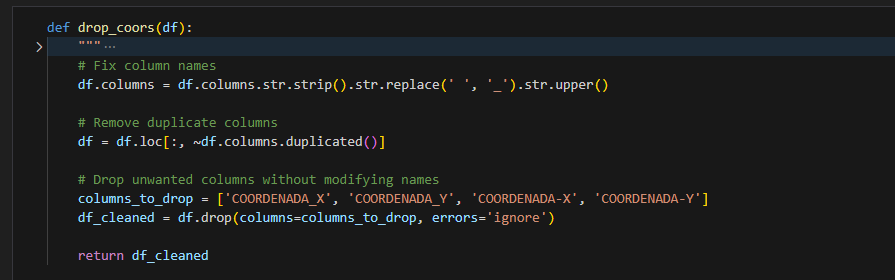 def drop_coors(df):
"""…
# Fix column names
df.columns = df.columns.str.strip().str.replace(' ', '_').str.upper()
# Remove duplicate columns
df = df.loc[:, ~df.columns.duplicated()]
# Drop unwanted columns without modifying names
columns_to_drop = ['COORDENADA_X', 'COORDENADA_Y', 'COORDENADA-X', 'COORDENADA-Y']
df_cleaned = df.drop(columns=columns_to_drop, errors='ignore')
return df_cleaned